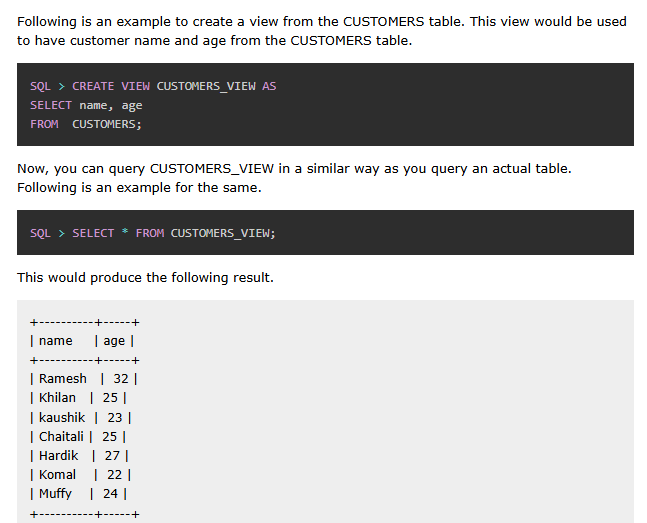 Following is an example to create a view from the CUSTOMERS table. This view would be used
to have customer name and age from the CUSTOMERS table.
SQL > CREATE VIEW CUSTOMERS_VIEW AS
SELECT name, age
FROM  CUSTOMERS;
Now, you can query CUSTOMERS_VIEW in a similar way as you query an actual table.
Following is an example for the same.
SQL > SELECT * FROM CUSTOMERS_VIEW;
This would produce the following result.
+----------+-----+
| name     | age |
+----------+-----+
| Ramesh   |  32 |
| Khilan   |  25 |
| kaushik  |  23 |
| Chaitali |  25 |
| Hardik   |  27 |
| Komal    |  22 |
| Muffy    |  24 |
+----------+-----+